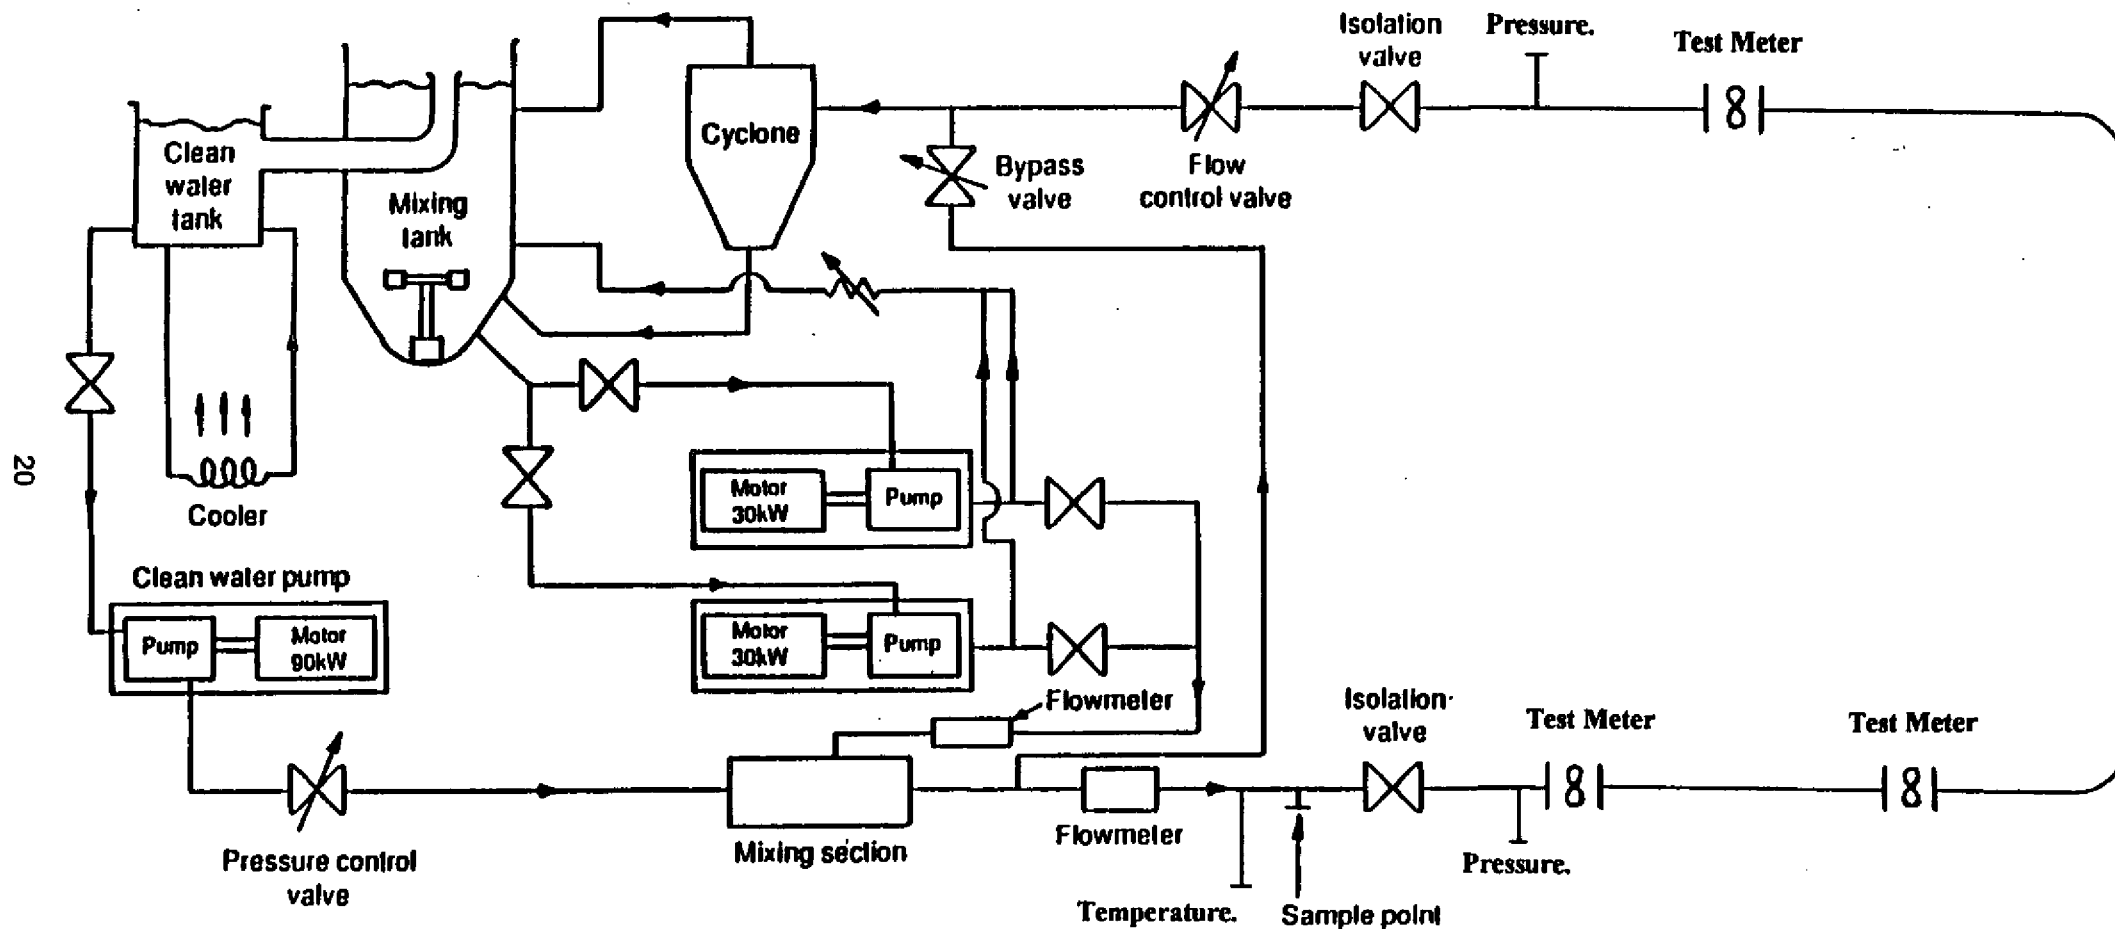 Isolation
valve
Pressure.
Test Meter
Clean
waler
tank
Mixing
tank
Cyclone
Bypass
valve
Flow
control valve
20
Cooler
Motor
30kW
Pump
Clean water pump
Pump
Motor
90kW
Motor
30kW
Pump
Flowmeter
Isolation
valve
Test Meter
Test Meter
Pressure control
valve
Mixing section
Flowmeter
Pressure.
Temperature.
Sample point